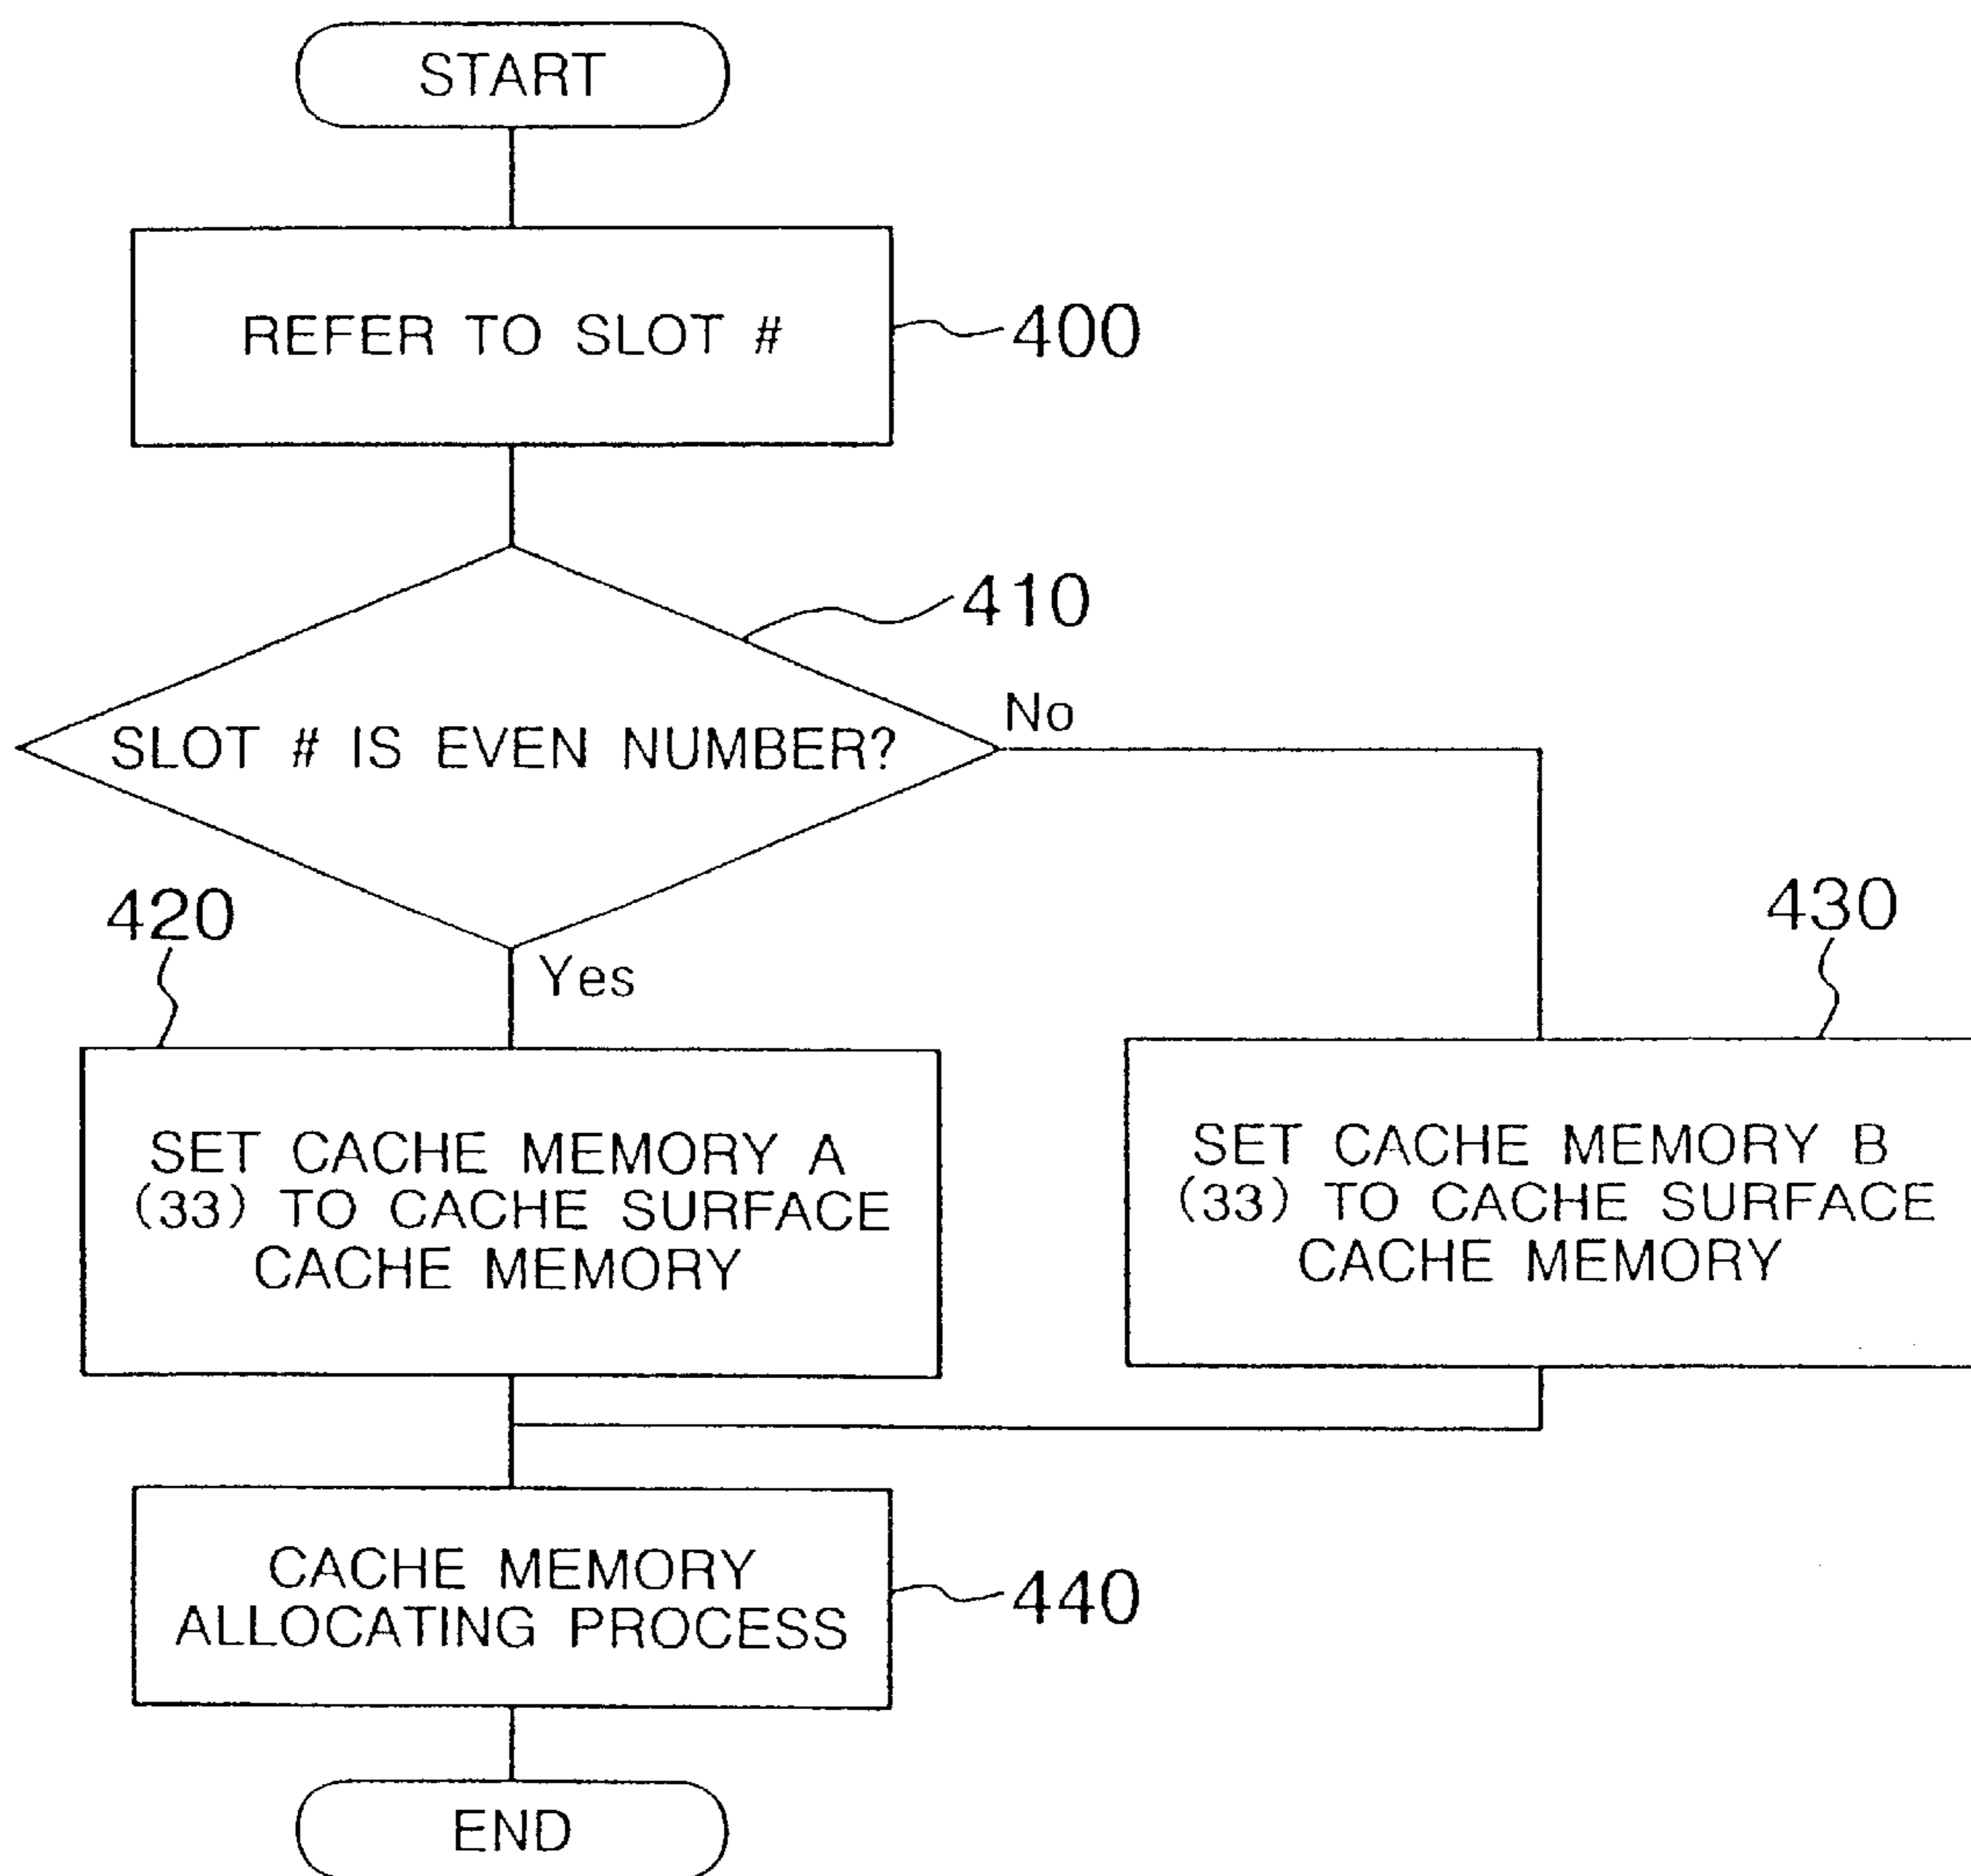 START
REFER TO SLOT #
400
410
SLOT # IS EVEN NUMBER?
No
420
Yes
430
SET CACHE MEMORY A
(33) TO CACHE SURFACE
CACHE MEMORY
SET CACHE MEMORY B
(33) TO CACHE SURFACE
CACHE MEMORY
CACHE MEMORY
ALLOCATING PROCESS
440
END